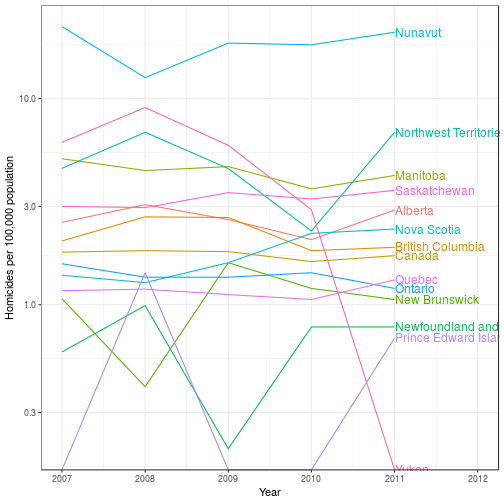 Homicides per 100,000 population
10.0
3.0
1.0
0.3
Nunavut
Northwest Territorie
Manitoba
Saskatchewan
Alberta
Nova Scotia
British Columbia
Canada
Quebec
Ontario
New Brunswick
Newfoundland and
Prince Edward Isla
Yukon
2007 2008 2009 2010 2011 2012
Year